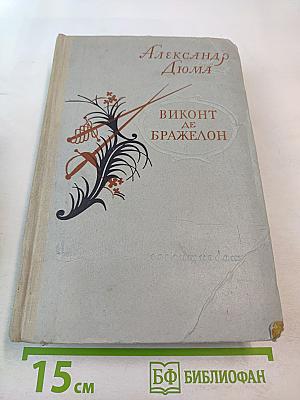 Александр
Дюма
ВИКОНТ
ДЕ
БРАЖЕЛОН
15 см
БФ БИБЛИОФАН